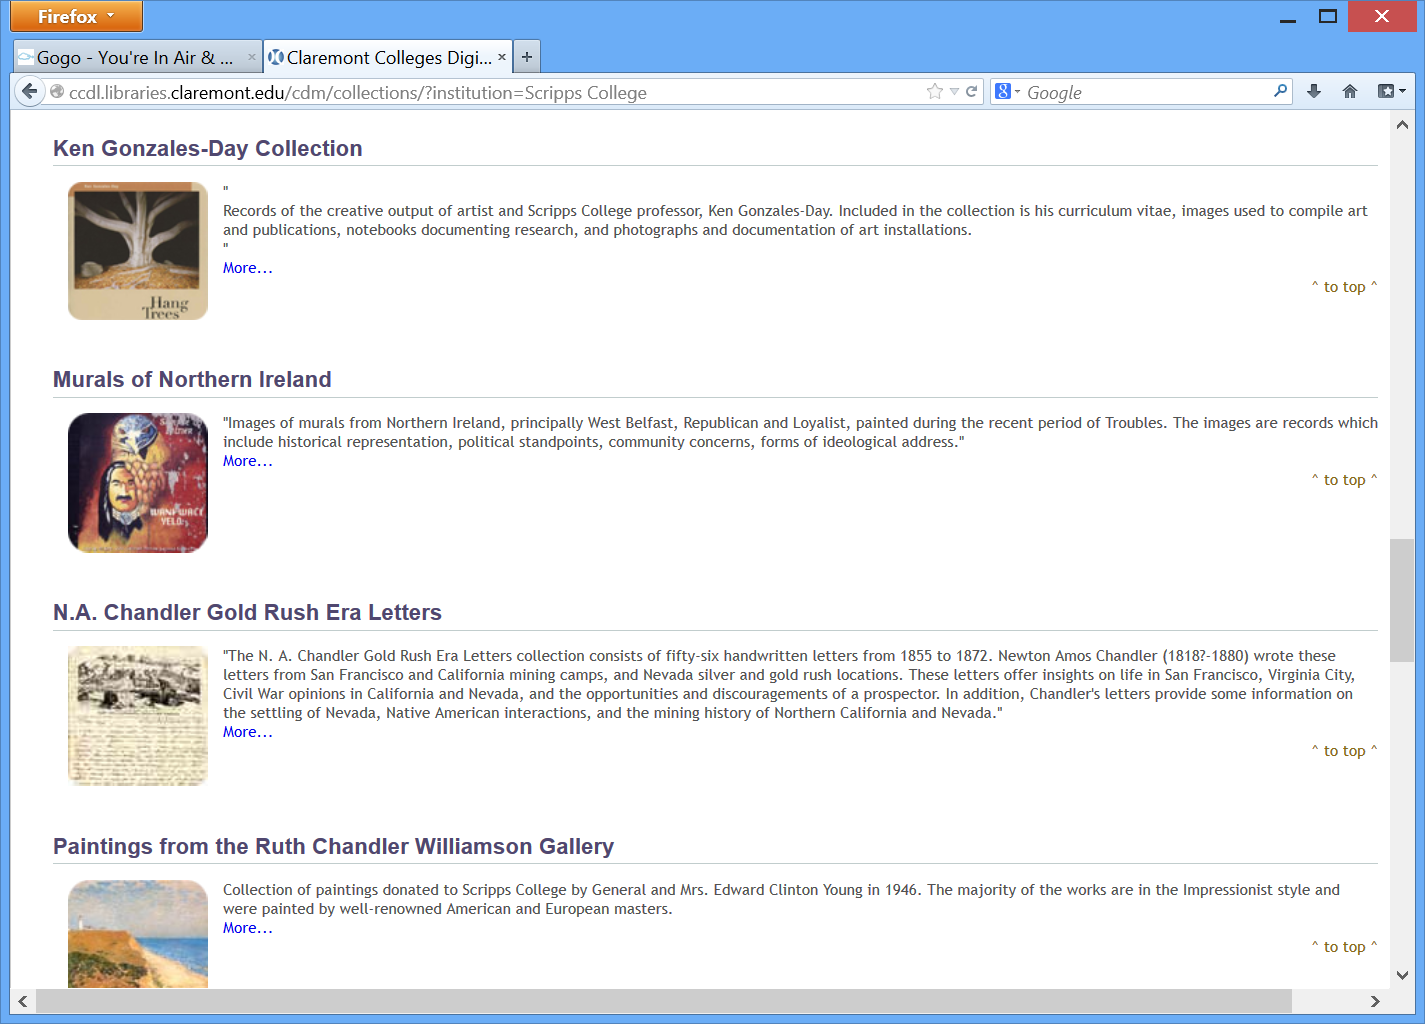 Firefox
Gogo - You're In Air & ...
Claremont Colleges Digi...
ccdl.libraries.claremont.edu/cdm/collections/?institution=Scripps College
8
Google
Ken Gonzales-Day Collection
Hang
Trees
"
Records of the creative output of artist and Scripps College professor, Ken Gonzales-Day. Included in the collection is his curriculum vitae, images used to compile art
and publications, notebooks documenting research, and photographs and documentation of art installations.
"
More...
^ to top ^
Murals of Northern Ireland
"Images of murals from Northern Ireland, principally West Belfast, Republican and Loyalist, painted during the recent period of Troubles. The images are records which
include historical representation, political standpoints, community concerns, forms of ideological address."
More...
^ to top ^
N.A. Chandler Gold Rush Era Letters
"The N. A. Chandler Gold Rush Era Letters collection consists of fifty-six handwritten letters from 1855 to 1872. Newton Amos Chandler (1818?-1880) wrote these
letters from San Francisco and California mining camps, and Nevada silver and gold rush locations. These letters offer insights on life in San Francisco, Virginia City,
Civil War opinions in California and Nevada, and the opportunities and discouragements of a prospector. In addition, Chandler's letters provide some information on
the settling of Nevada, Native American interactions, and the mining history of Northern California and Nevada."
More...
^ to top ^
Paintings from the Ruth Chandler Williamson Gallery
Collection of paintings donated to Scripps College by General and Mrs. Edward Clinton Young in 1946. The majority of the works are in the Impressionist style and
were painted by well-renowned American and European masters.
More...
^ to top ^